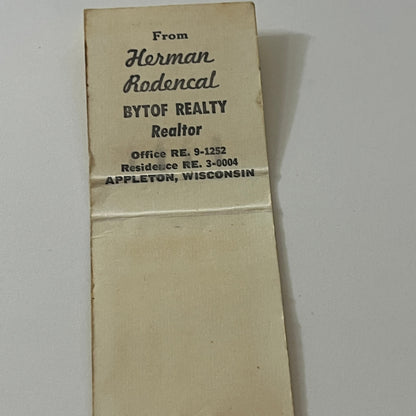 From
Herman
Rodencal
BYTOF REALTY
Realtor
Office RE. 9-1252
Residence RE. 3-0004
APPLETON, WISCONSIN